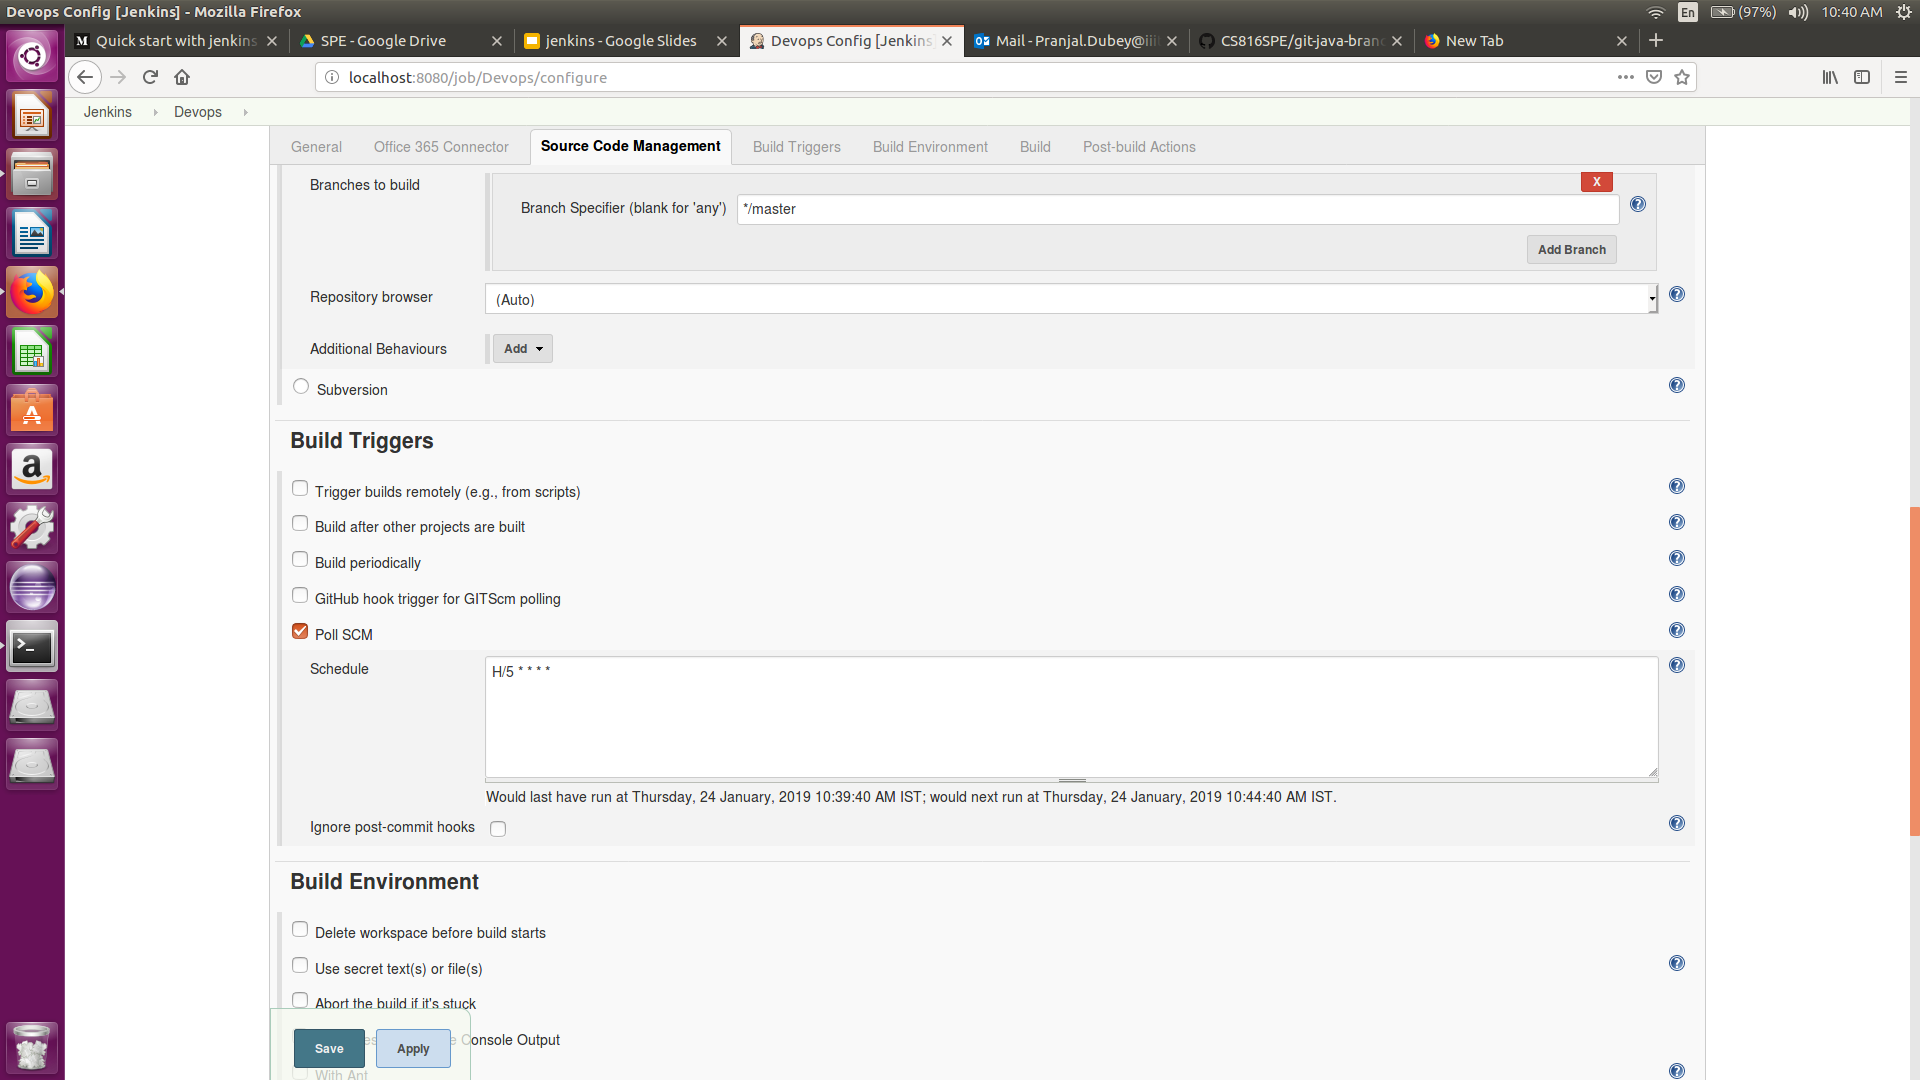 Devops Config [Jenkins] - Mozilla Firefox
En
(97%)
10:40 AM
M Quick start with jenkins
SPE - Google Drive
jenkins - Google Slides
Devops Config [Jenkins]
Mail - Pranjal.Dubey@iiit
CS816SPE/git-java-bran
New Tab
localhost:8080/job/Devops/configure
Jenkins
Devops
General
Office 365 Connector
Source Code Management
Build Triggers
Build Environment
Build
Post-build Actions
Branches to build
X
Branch Specifier (blank for 'any')
*/master
Add Branch
Repository browser
(Auto)
Additional Behaviours
Add
Subversion
Build Triggers
Trigger builds remotely (e.g., from scripts)
Build after other projects are built
Build periodically
GitHub hook trigger for GITScm polling
Poll SCM
Schedule
H/5 * * * *
Would last have run at Thursday, 24 January, 2019 10:39:40 AM IST; would next run at Thursday, 24 January, 2019 10:44:40 AM IST.
Ignore post-commit hooks
Build Environment
Delete workspace before build starts
Use secret text(s) or file(s)
Abort the build if it's stuck
Console Output
Save
Apply
With Ant